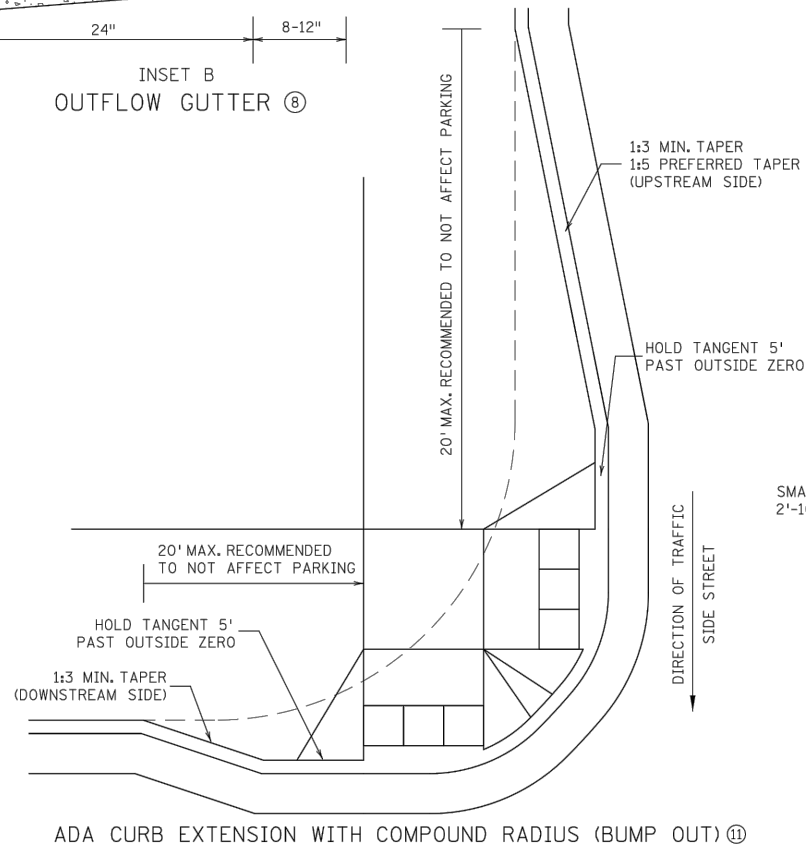 24"
8-12"
INSET B
OUTFLOW GUTTER ⑧
20' MAX. RECOMMENDED TO NOT AFFECT PARKING
1:3 MIN. TAPER
1:5 PREFERRED TAPER
(UPSTREAM SIDE)
HOLD TANGENT 5'
PAST OUTSIDE ZERO
20' MAX. RECOMMENDED
TO NOT AFFECT PARKING
HOLD TANGENT 5'
PAST OUTSIDE ZERO
1:3 MIN. TAPER
(DOWNSTREAM SIDE)
DIRECTION OF TRAFFIC
SIDE STREET
ADA CURB EXTENSION WITH COMPOUND RADIUS (BUMP OUT) ⑪